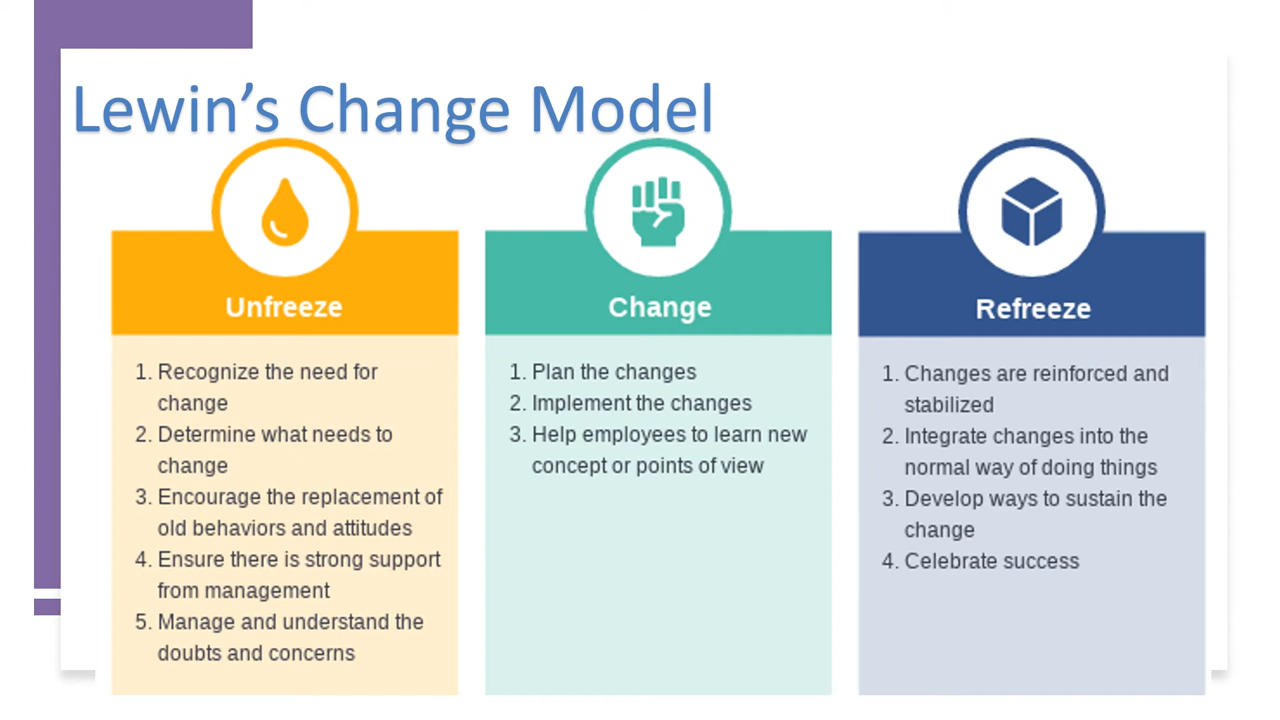 Lewin's Change Model
Unfreeze
1. Recognize the need for
change
2. Determine what needs to
change
3. Encourage the replacement of
old behaviors and attitudes
4. Ensure there is strong support
from management
5. Manage and understand the
doubts and concerns
Change
1. Plan the changes
2. Implement the changes
3. Help employees to learn new
concept or points of view
Refreeze
1. Changes are reinforced and
stabilized
2. Integrate changes into the
normal way of doing things
3. Develop ways to sustain the
change
4. Celebrate success